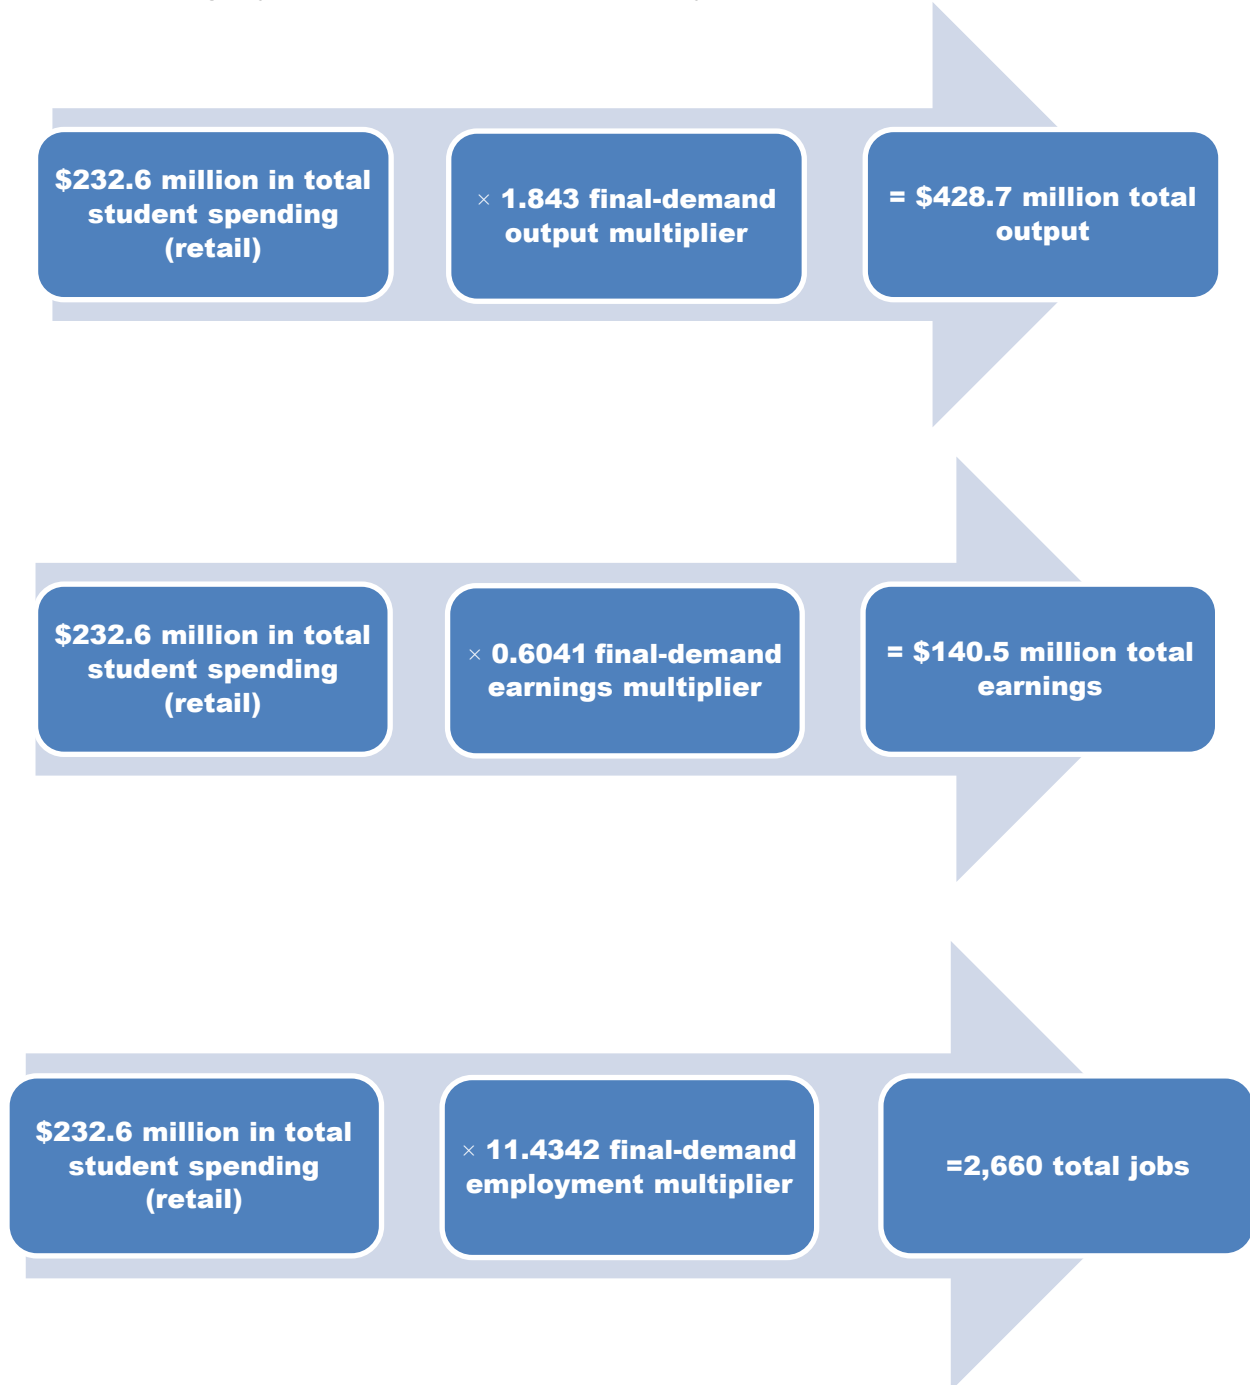 $232.6 million in total
student spending
(retail)
× 1.843 final-demand
output multiplier
= $428.7 million total
output
$232.6 million in total
student spending
(retail)
× 0.6041 final-demand
earnings multiplier
= $140.5 million total
earnings
$232.6 million in total
student spending
(retail)
× 11.4342 final-demand
employment multiplier
=2,660 total jobs